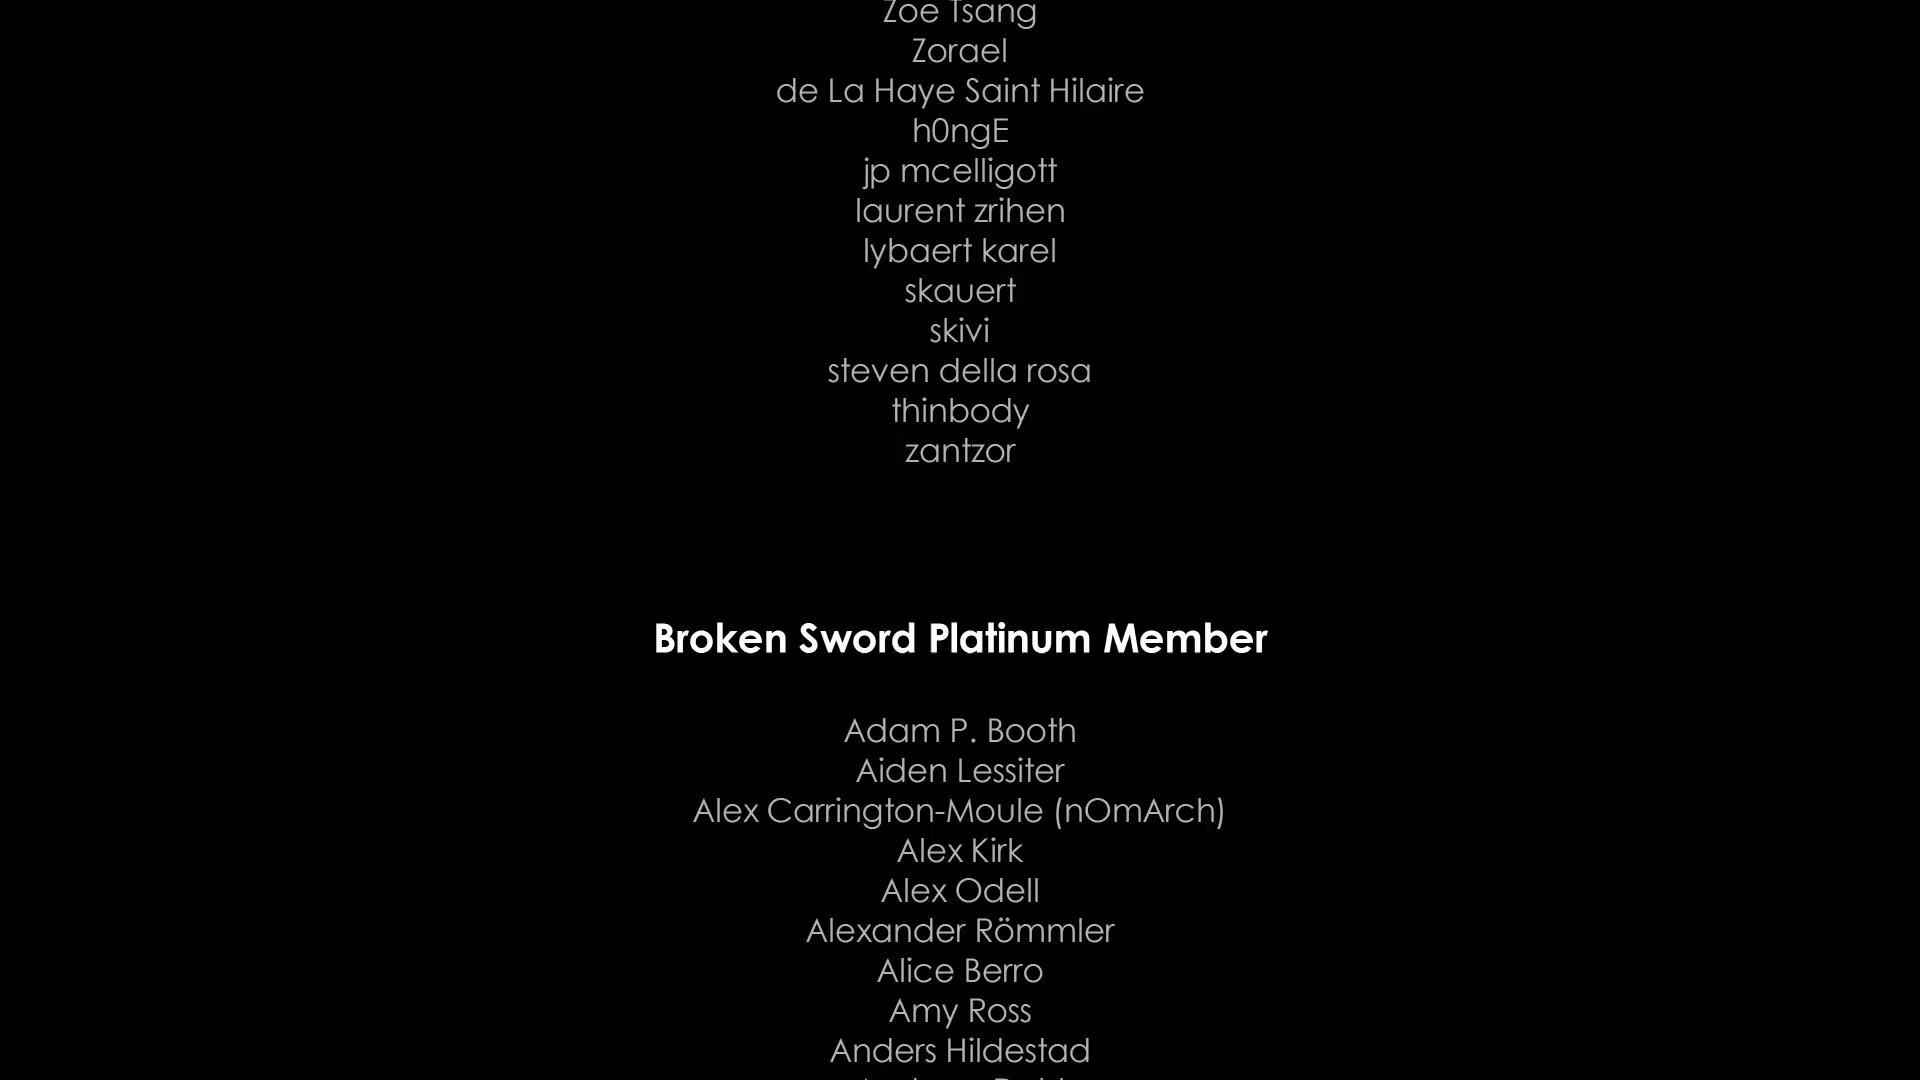 Zoe Tsang
Zorael
de La Haye Saint Hilaire
h0ngE
jp mcelligott
laurent zrihen
lybaert karel
skauert
skivi
steven della rosa
thinbody
zantzor
Broken Sword Platinum Member
Adam P. Booth
Aiden Lessiter
Alex Carrington-Moule (nOmArch)
Alex Kirk
Alex Odell
Alexander Römmler
Alice Berro
Amy Ross
Anders Hildestad